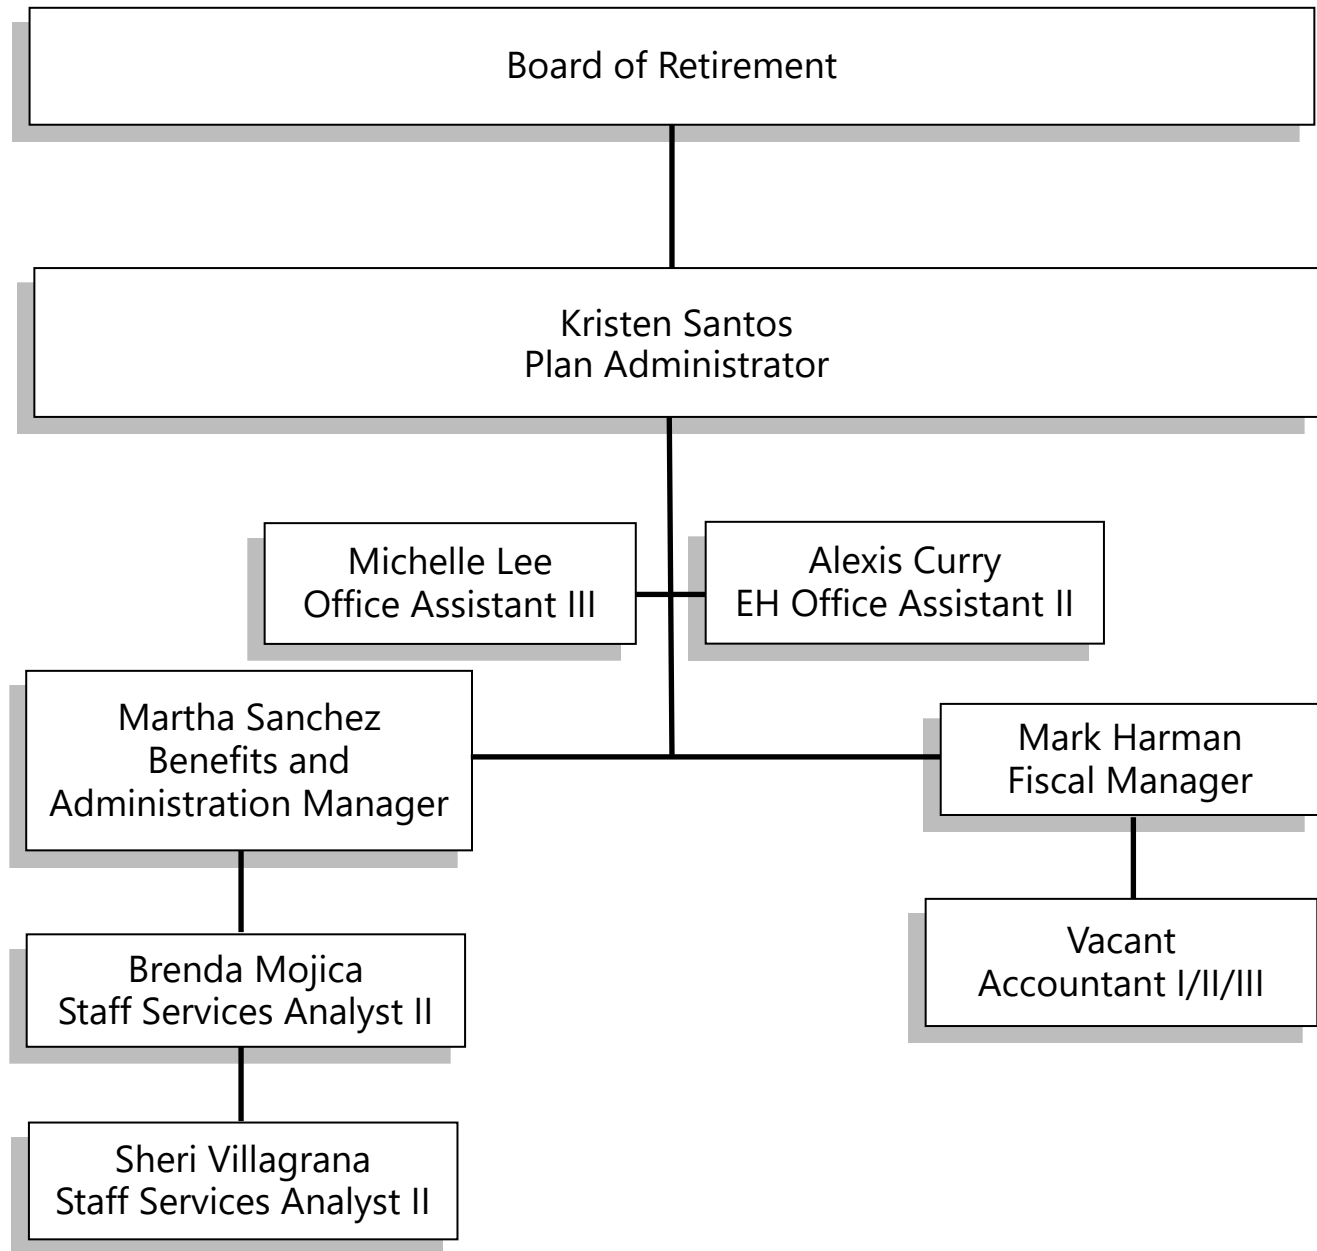 Board of Retirement
Kristen Santos
Plan Administrator
Michelle Lee
Office Assistant III
Alexis Curry
EH Office Assistant II
Martha Sanchez
Benefits and
Administration Manager
Mark Harman
Fiscal Manager
Brenda Mojica
Staff Services Analyst II
Vacant
Accountant I/II/III
Sheri Villagrana
Staff Services Analyst II